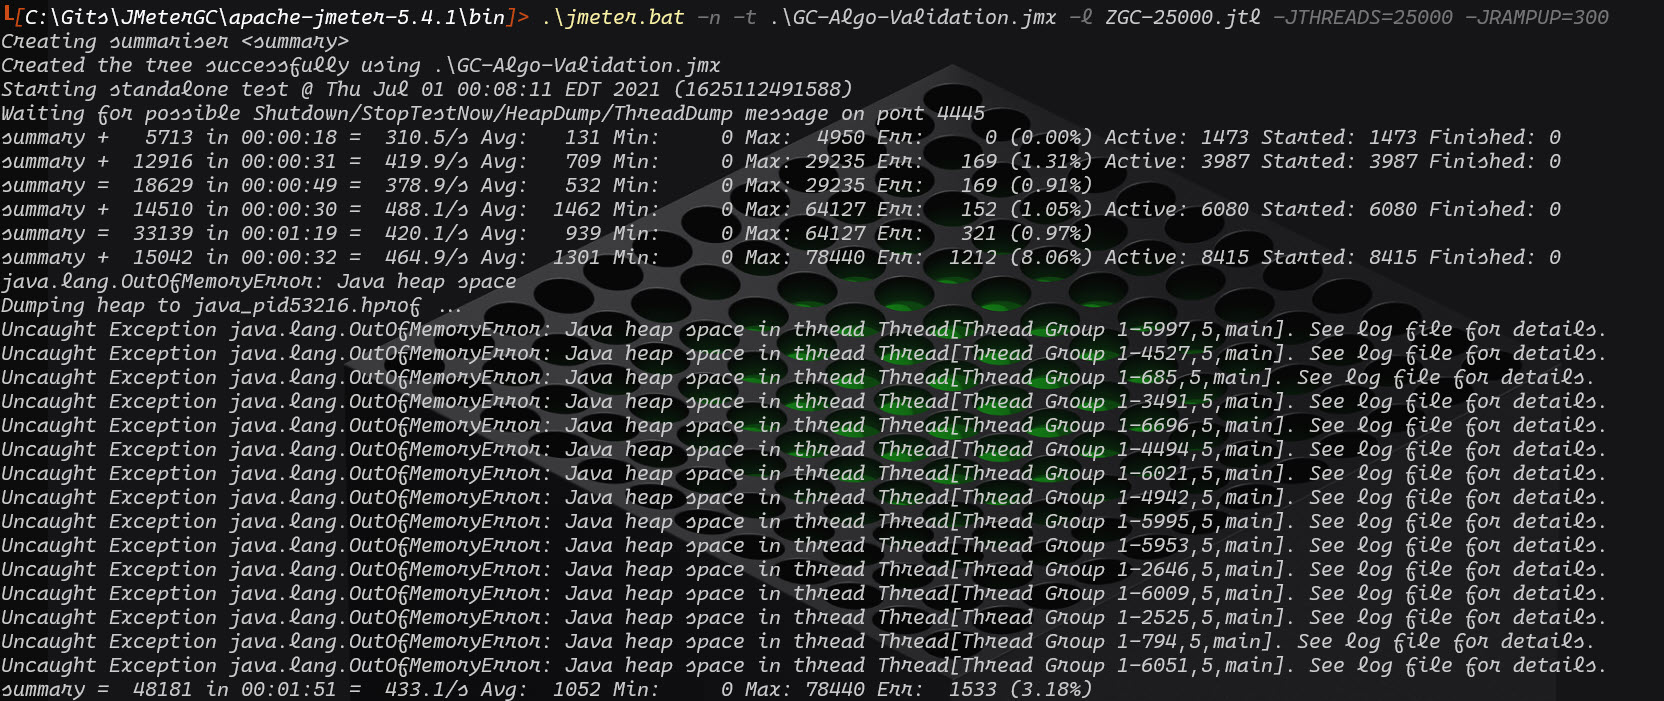 [C:\Gits\JMeterGC\apache-jmeter-5.4.1\bin]> .\jmeter.bat -n -t .\GC-Algo-Validation.jmx -l ZGC-25000.jtl -JTHREADS=25000 -JRAMPUP=300
Creating summariser <summary>
Created the tree successfully using .\GC-Algo-Validation.jmx
Starting standalone test @ Thu Jul 01 00:08:11 EDT 2021 (1625112491588)
Waiting for possible Shutdown/StopTestNow/HeapDump/ThreadDump message on port 4445
summary +   5713 in 00:00:18 =  310.5/s Avg:   131 Min:     0 Max:  4950 Err:     0 (0.00%) Active: 1473 Started: 1473 Finished: 0
summary +  12916 in 00:00:31 =  419.9/s Avg:   709 Min:     0 Max: 29235 Err:   169 (1.31%) Active: 3987 Started: 3987 Finished: 0
summary =  18629 in 00:00:49 =  378.9/s Avg:   532 Min:     0 Max: 29235 Err:   169 (0.91%)
summary +  14510 in 00:00:30 =  488.1/s Avg:  1462 Min:     0 Max: 64127 Err:   152 (1.05%) Active: 6080 Started: 6080 Finished: 0
summary =  33139 in 00:01:19 =  420.1/s Avg:   939 Min:     0 Max: 64127 Err:   321 (0.97%)
summary +  15042 in 00:00:32 =  464.9/s Avg:  1301 Min:     0 Max: 78440 Err:  1212 (8.06%) Active: 8415 Started: 8415 Finished: 0
java.lang.OutOfMemoryError: Java heap space
Dumping heap to java_pid53216.hprof ...
Uncaught Exception java.lang.OutOfMemoryError: Java heap space in thread Thread[Thread Group 1-5997,5,main]. See log file for details.
Uncaught Exception java.lang.OutOfMemoryError: Java heap space in thread Thread[Thread Group 1-4527,5,main]. See log file for details.
Uncaught Exception java.lang.OutOfMemoryError: Java heap space in thread Thread[Thread Group 1-685,5,main]. See log file for details.
Uncaught Exception java.lang.OutOfMemoryError: Java heap space in thread Thread[Thread Group 1-3491,5,main]. See log file for details.
Uncaught Exception java.lang.OutOfMemoryError: Java heap space in thread Thread[Thread Group 1-6696,5,main]. See log file for details.
Uncaught Exception java.lang.OutOfMemoryError: Java heap space in thread Thread[Thread Group 1-4494,5,main]. See log file for details.
Uncaught Exception java.lang.OutOfMemoryError: Java heap space in thread Thread[Thread Group 1-6021,5,main]. See log file for details.
Uncaught Exception java.lang.OutOfMemoryError: Java heap space in thread Thread[Thread Group 1-4942,5,main]. See log file for details.
Uncaught Exception java.lang.OutOfMemoryError: Java heap space in thread Thread[Thread Group 1-5995,5,main]. See log file for details.
Uncaught Exception java.lang.OutOfMemoryError: Java heap space in thread Thread[Thread Group 1-5953,5,main]. See log file for details.
Uncaught Exception java.lang.OutOfMemoryError: Java heap space in thread Thread[Thread Group 1-2646,5,main]. See log file for details.
Uncaught Exception java.lang.OutOfMemoryError: Java heap space in thread Thread[Thread Group 1-6009,5,main]. See log file for details.
Uncaught Exception java.lang.OutOfMemoryError: Java heap space in thread Thread[Thread Group 1-2525,5,main]. See log file for details.
Uncaught Exception java.lang.OutOfMemoryError: Java heap space in thread Thread[Thread Group 1-794,5,main]. See log file for details.
Uncaught Exception java.lang.OutOfMemoryError: Java heap space in thread Thread[Thread Group 1-6051,5,main]. See log file for details.
summary =  48181 in 00:01:51 =  433.1/s Avg:  1052 Min:     0 Max: 78440 Err:  1533 (3.18%)